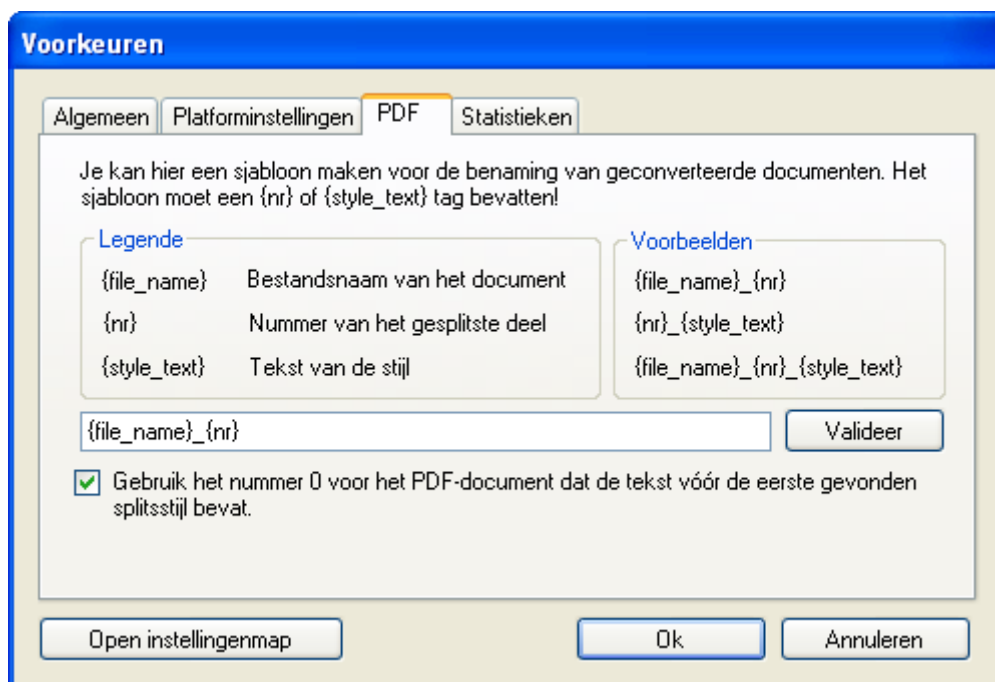 Voorkeuren
Algemeen Platforminstellingen PDF Statistieken
Je kan hier een sjabloon maken voor de benaming van geconverteerde documenten. Het
sjabloon moet een {nr} of {style_text} tag bevatten!
Legende
{file_name} Bestandsnaam van het document
{nr} Nummer van het gesplitste deel
{style_text} Tekst van de stijl
Voorbeelden
{file_name}_{nr}
{nr}_{style_text}
{file_name}_{nr}_{style_text}
{file_name}_{nr}
Valideer
Gebruik het nummer 0 voor het PDF-document dat de tekst vóór de eerste gevonden
splitsstijl bevat.
Open instellingenmap Ok Annuleren